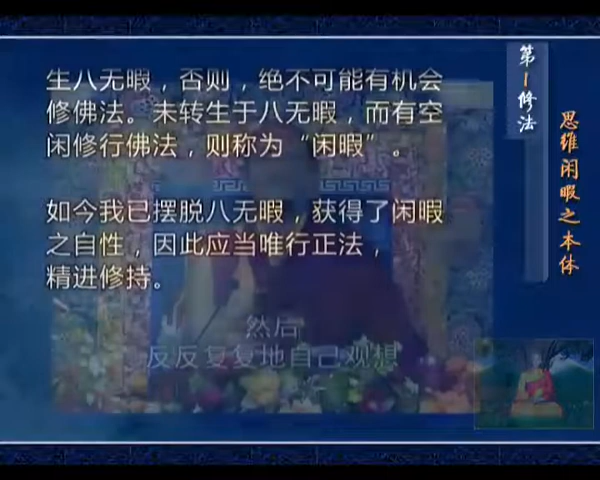 生八无暇，否则，绝不可能有机会
修佛法。未转生于八无暇，而有空
闲修行佛法，则称为“闲暇”。
如今我已摆脱八无暇，获得了闲暇
之自性，因此应当唯行正法，
精进修持。
然后
反反复复地自己观想
第1修法
思维闲暇之本体